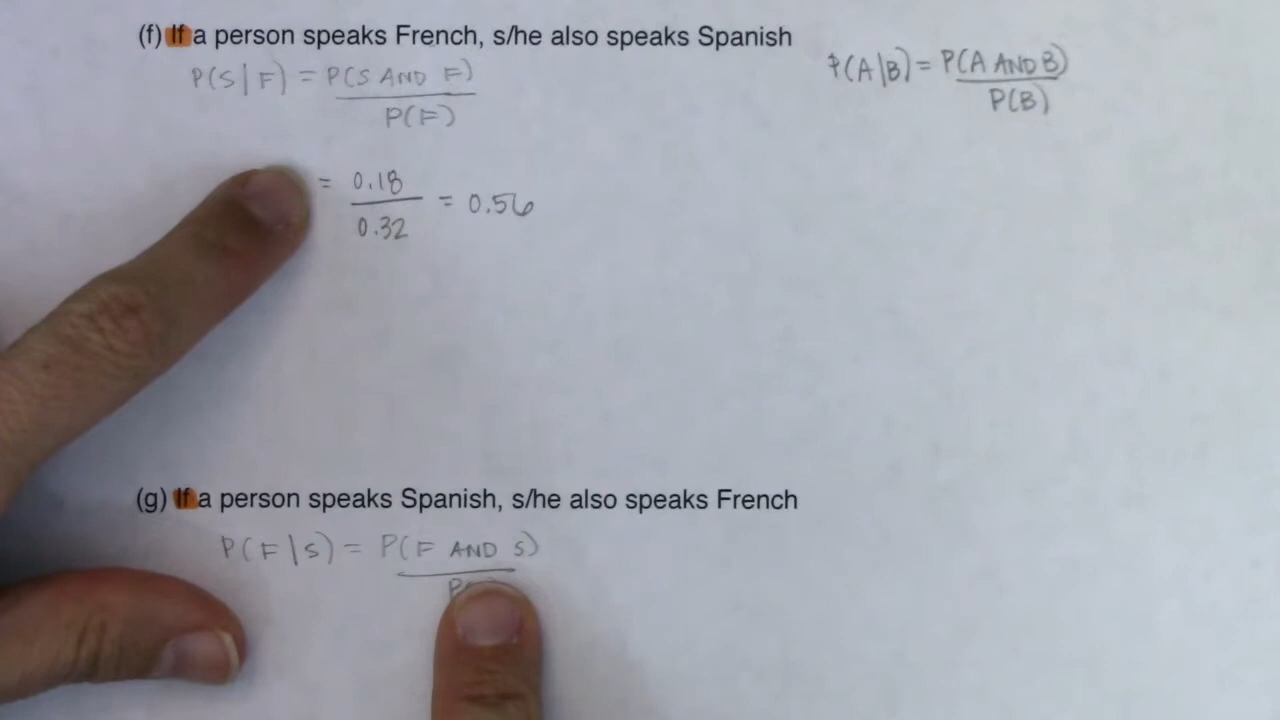 (f) If a person speaks French, s/he also speaks Spanish
P(S|F) = P(S AND F)
P(F)
P(A|B) = P(A AND B)
P(B)
= 0.18
0.32
= 0.56
(g) If a person speaks Spanish, s/he also speaks French
P(F|S) = P(F AND S)